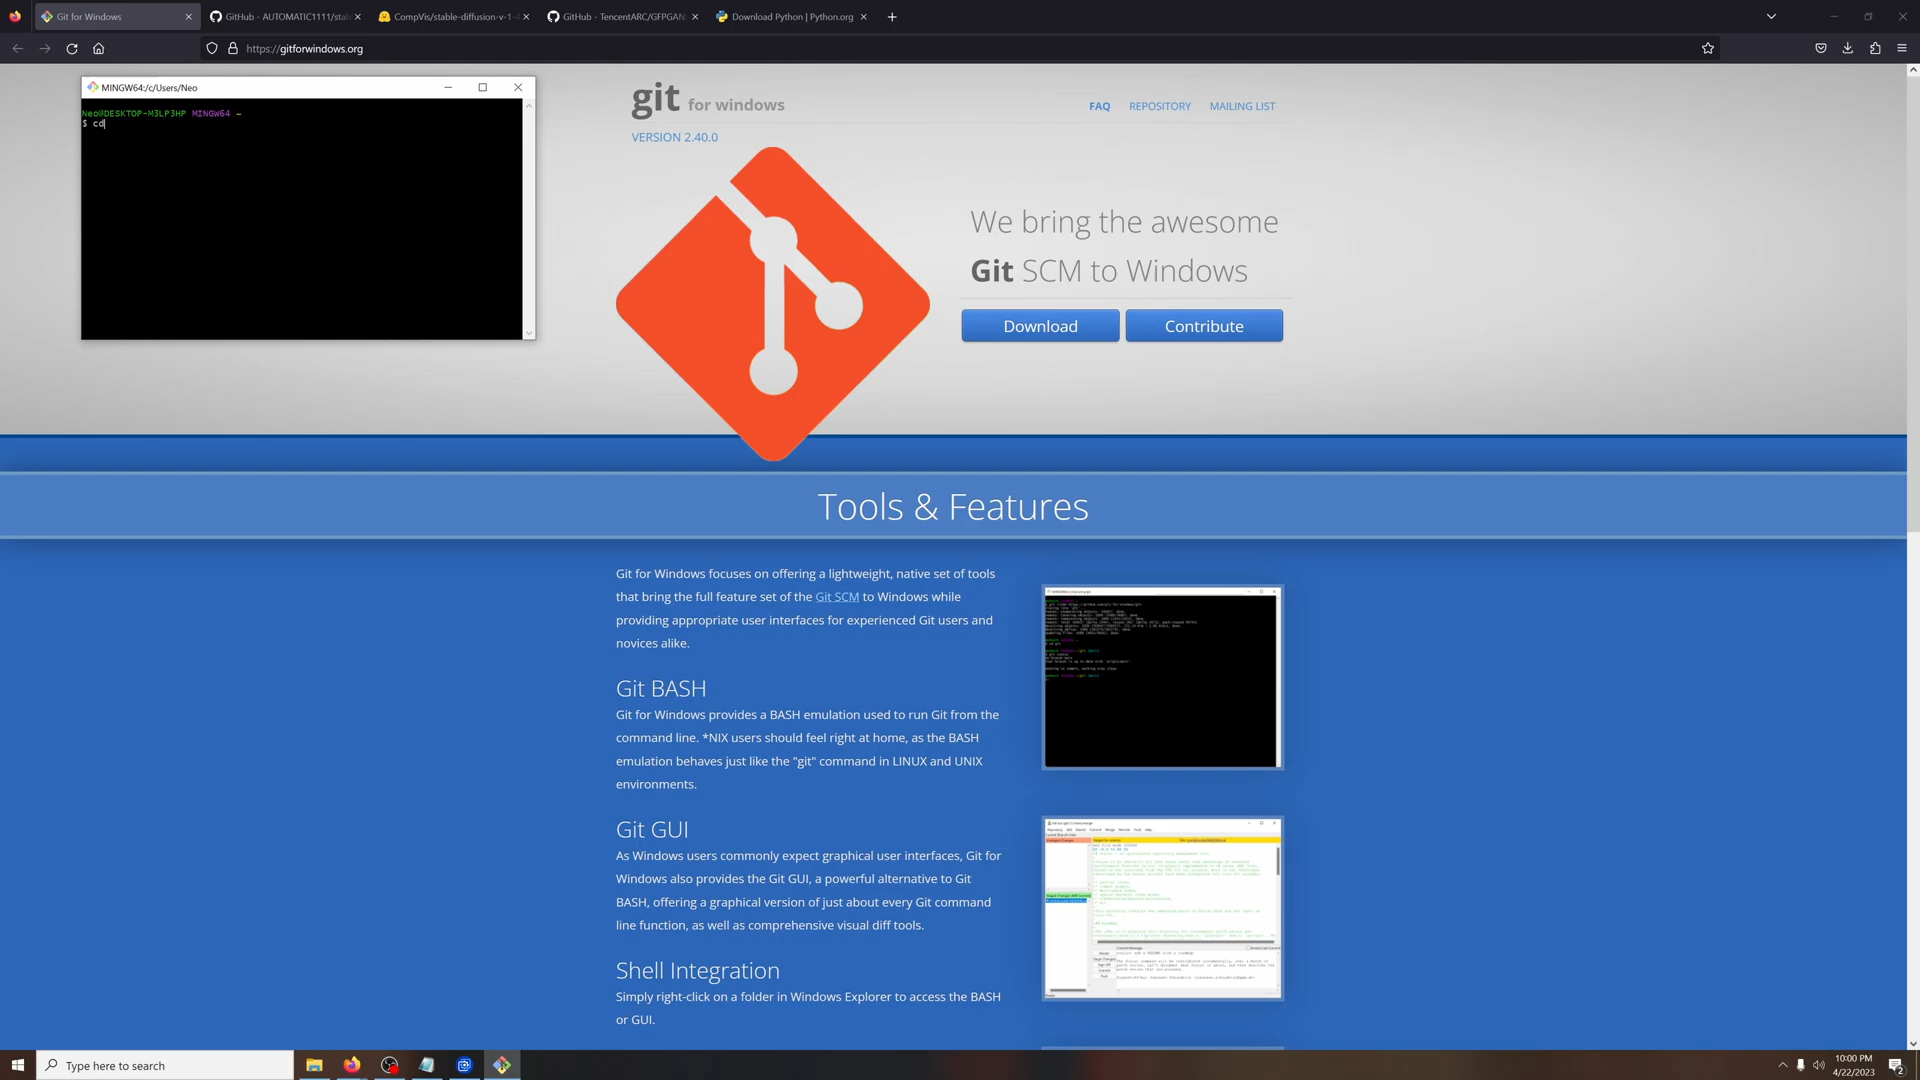 Git for Windows
GitHub - AUTOMATIC1111/stab
CompVis/stable-diffusion-v-1-4
GitHub - TencentARC/GFPGAN:
Download Python | Python.org
https://gitforwindows.org
MINGW64:/c/Users/Neo
Neo@DESKTOP-M3LP3HP MINGW64 ~
$ cd
git for windows
FAQ
REPOSITORY
MAILING LIST
VERSION 2.40.0
We bring the awesome
Git SCM to Windows
Download
Contribute
Tools & Features
Git for Windows focuses on offering a lightweight, native set of tools
that bring the full feature set of the Git SCM to Windows while
providing appropriate user interfaces for experienced Git users and
novices alike.
Git BASH
Git for Windows provides a BASH emulation used to run Git from the
command line. *NIX users should feel right at home, as the BASH
emulation behaves just like the "git" command in LINUX and UNIX
environments.
Git GUI
As Windows users commonly expect graphical user interfaces, Git for
Windows also provides the Git GUI, a powerful alternative to Git
BASH, offering a graphical version of just about every Git command
line function, as well as comprehensive visual diff tools.
Shell Integration
Simply right-click on a folder in Windows Explorer to access the BASH
or GUI.
Type here to search
10:00 PM
4/22/2023
2